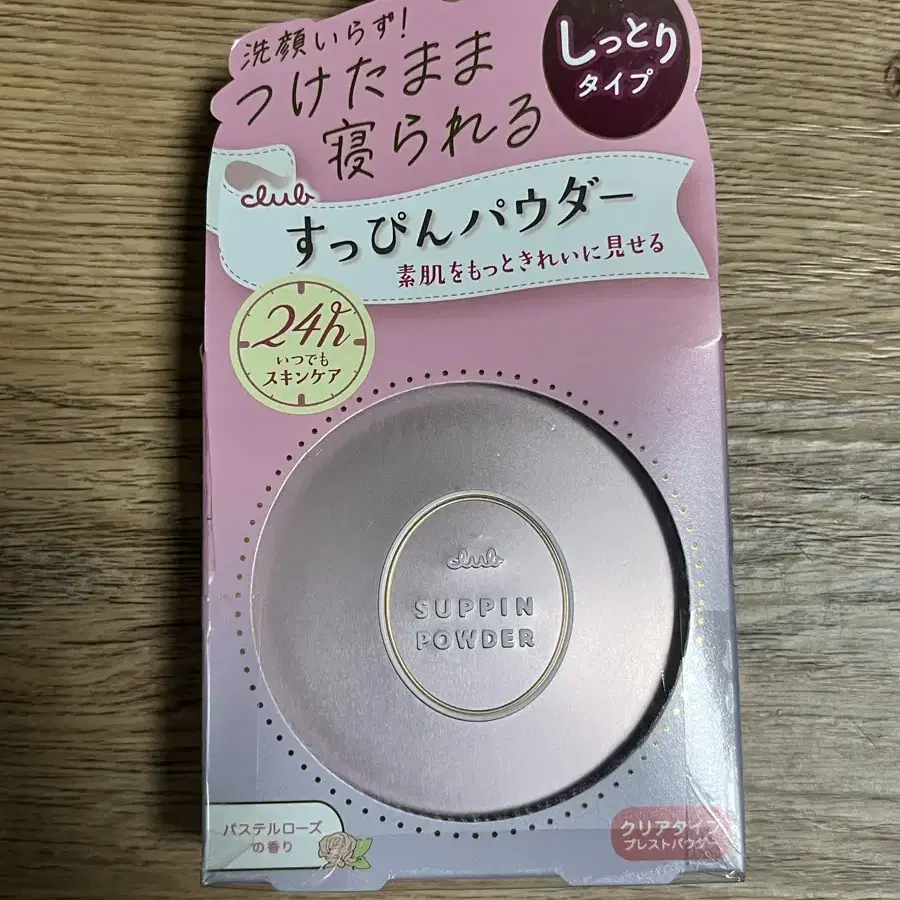 洗顔いらず!
つけたまま
寝られる
しっとり
タイプ
club
すっぴんパウダー
素肌をもっときれいに見せる
24h
いつでも
スキンケア
club
SUPPIN
POWDER
パステルローズ
の香り
クリアタイプ
プレストパウダー